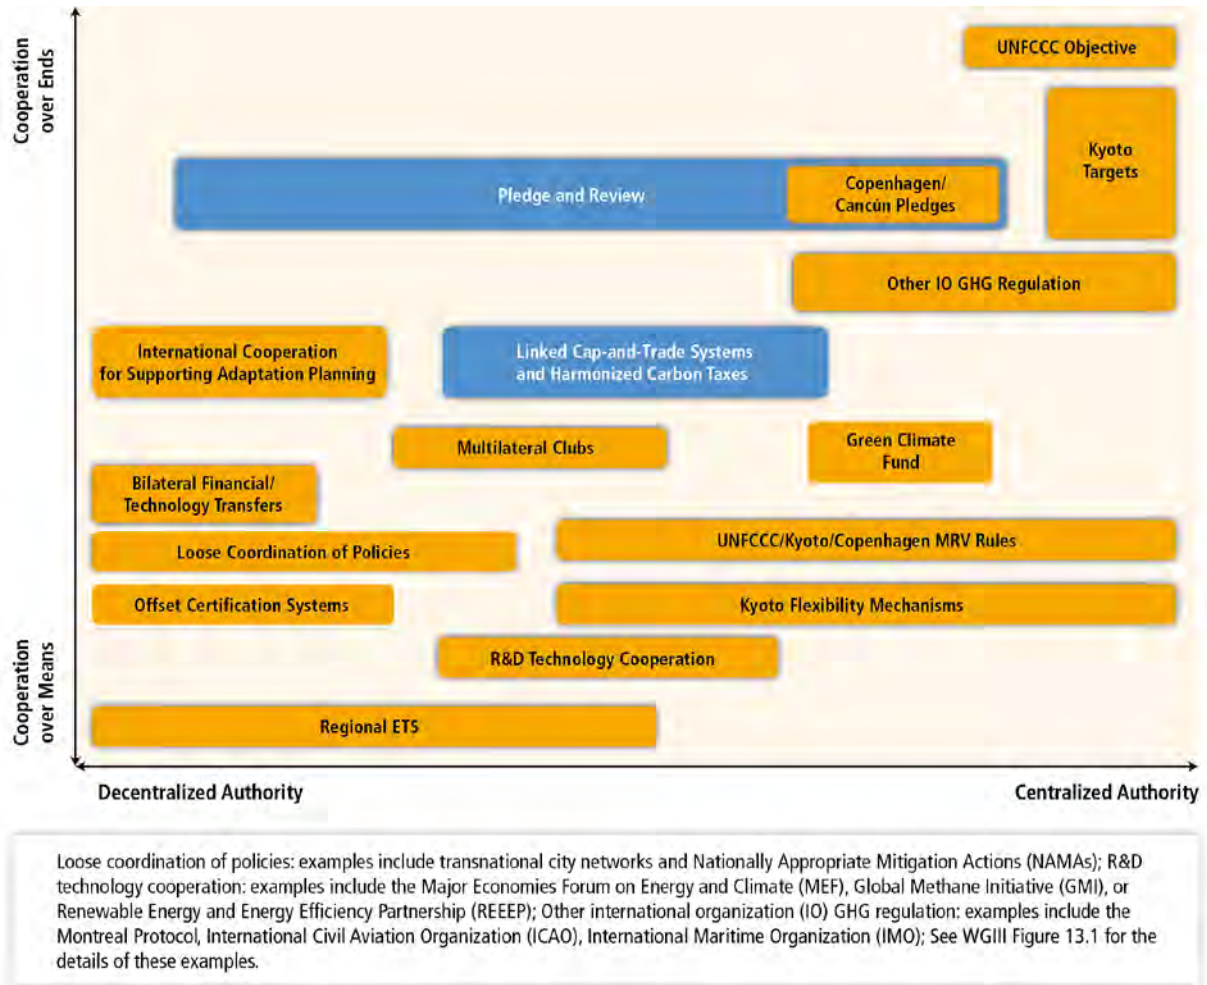 Cooperation
over Ends
UNFCCC Objective
Kyoto
Targets
Pledge and Review
Copenhagen/
Cancún Pledges
Other IO GHG Regulation
International Cooperation
for Supporting Adaptation Planning
Linked Cap-and-Trade Systems
and Harmonized Carbon Taxes
Multilateral Clubs
Green Climate
Fund
Bilateral Financial/
Technology Transfers
Loose Coordination of Policies
UNFCCC/Kyoto/Copenhagen MRV Rules
Offset Certification Systems
Kyoto Flexibility Mechanisms
R&D Technology Cooperation
Cooperation
over Means
Regional ETS
Decentralized Authority
Centralized Authority
Loose coordination of policies: examples include transnational city networks and Nationally Appropriate Mitigation Actions (NAMAs); R&D
technology cooperation: examples include the Major Economies Forum on Energy and Climate (MEF), Global Methane Initiative (GMI), or
Renewable Energy and Energy Efficiency Partnership (REEEP); Other international organization (IO) GHG regulation: examples include the
Montreal Protocol, International Civil Aviation Organization (ICAO), International Maritime Organization (IMO); See WGIII Figure 13.1 for the
details of these examples.